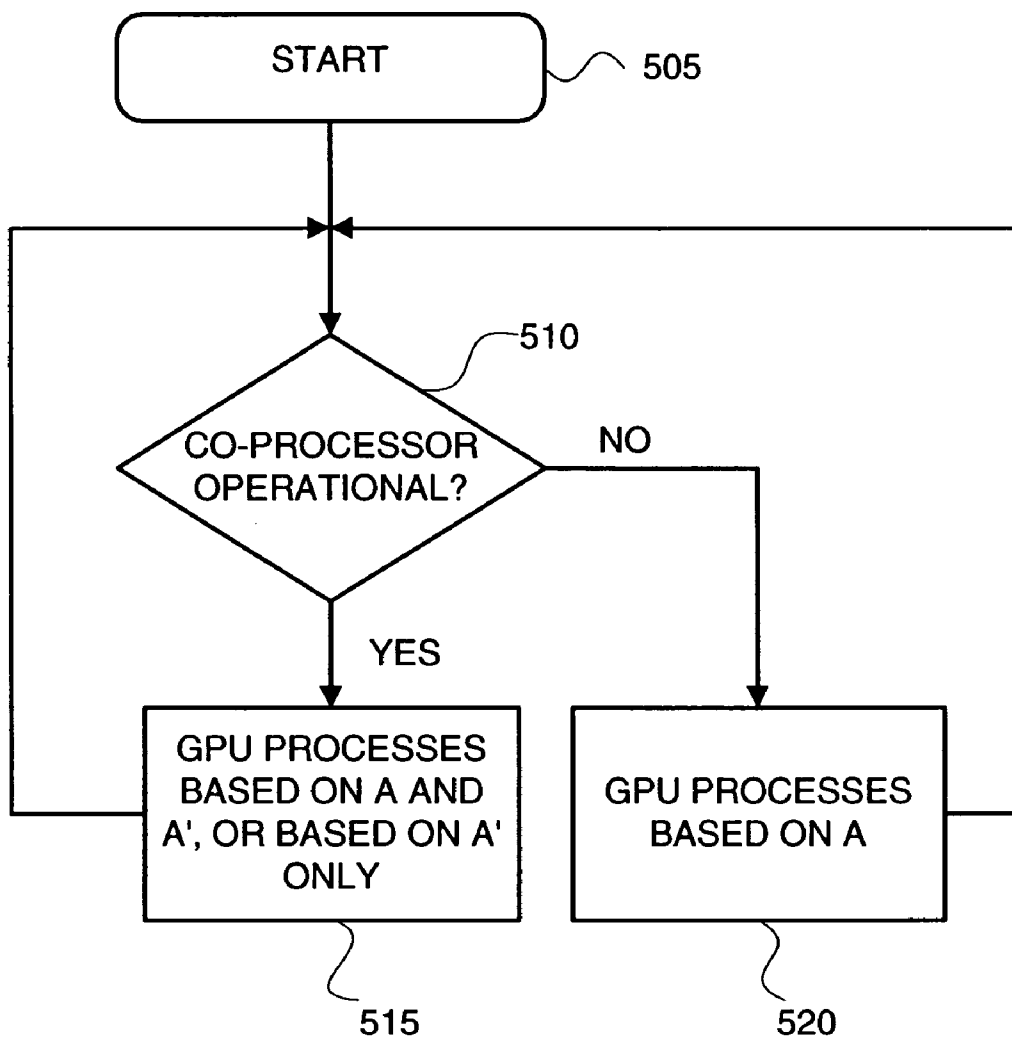 START
505
510
CO-PROCESSOR
OPERATIONAL?
NO
YES
GPU PROCESSES
BASED ON A AND
A', OR BASED ON A'
ONLY
GPU PROCESSES
BASED ON A
515
520